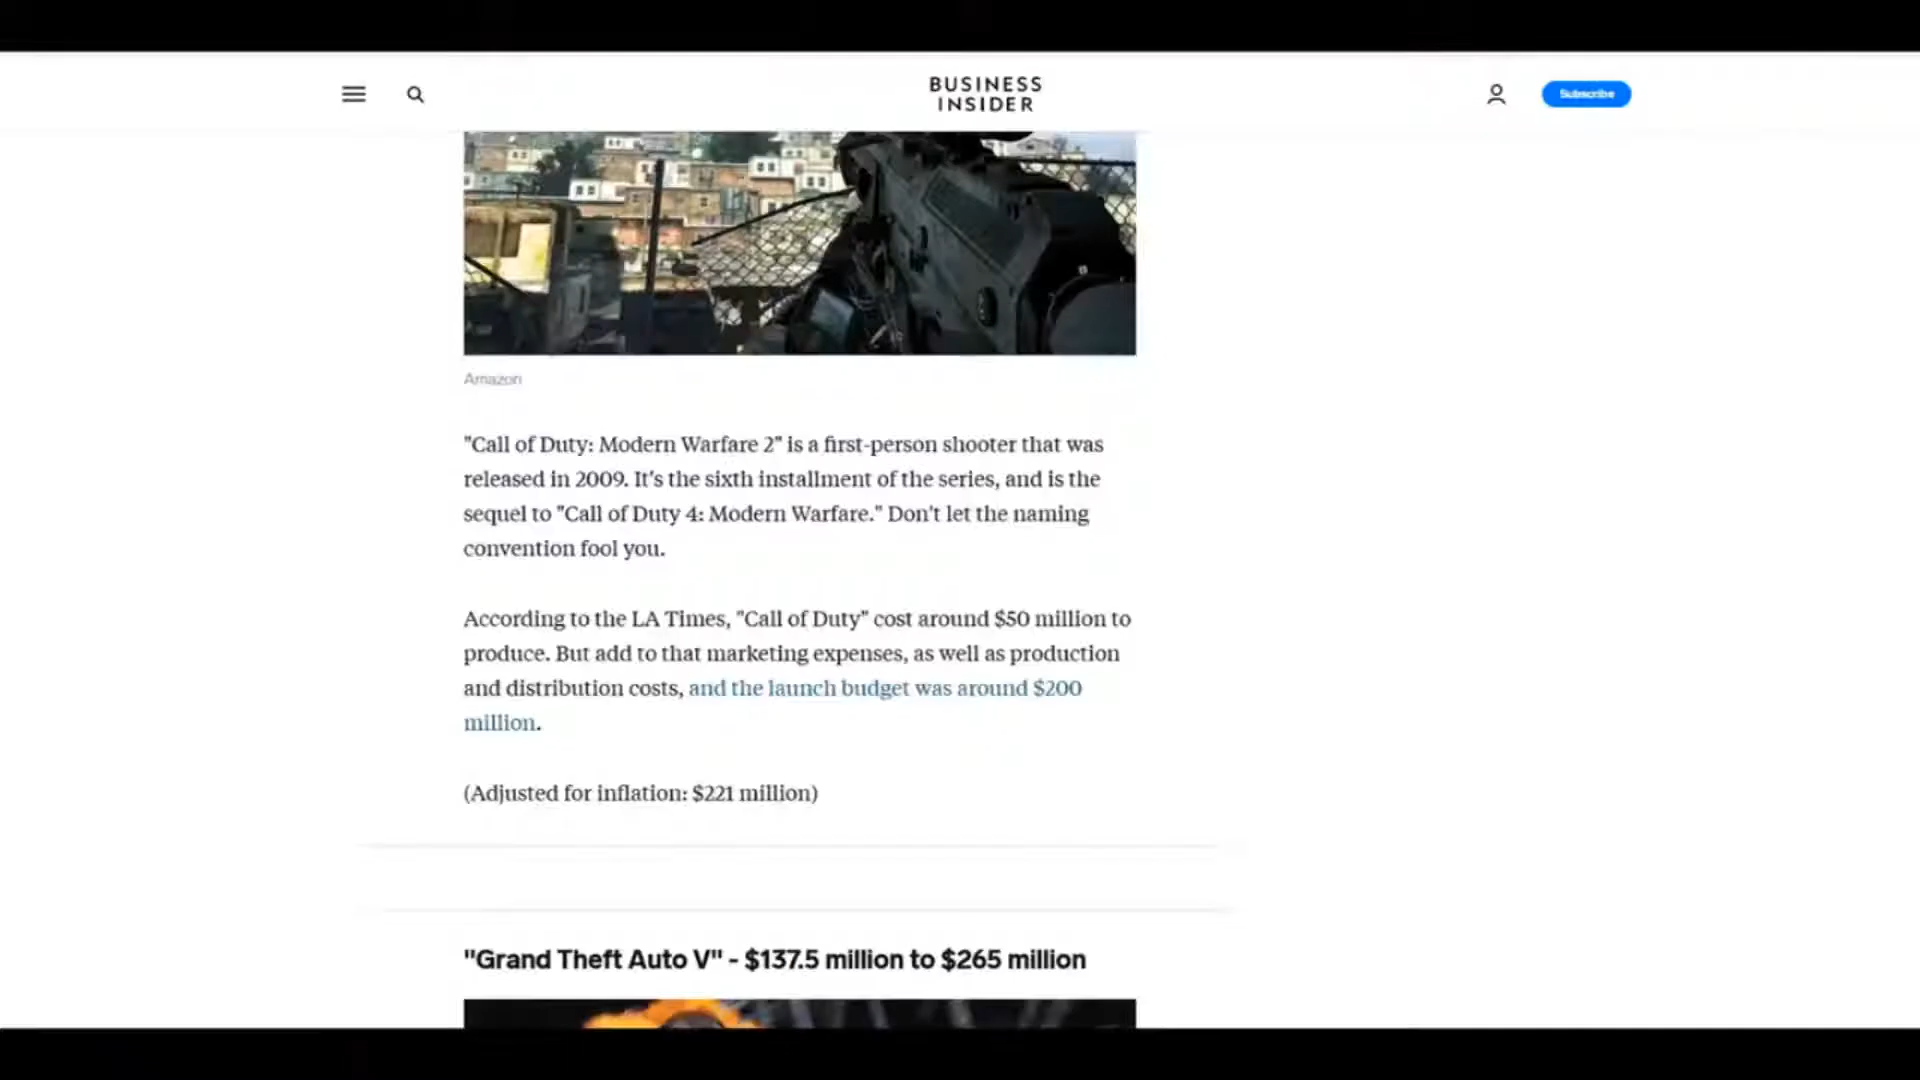 BUSINESS
INSIDER
Subscribe
Amazon
"Call of Duty: Modern Warfare 2" is a first-person shooter that was
released in 2009. It's the sixth installment of the series, and is the
sequel to "Call of Duty 4: Modern Warfare." Don't let the naming
convention fool you.
According to the LA Times, "Call of Duty" cost around $50 million to
produce. But add to that marketing expenses, as well as production
and distribution costs, and the launch budget was around $200
million.
(Adjusted for inflation: $221 million)
"Grand Theft Auto V" - $137.5 million to $265 million